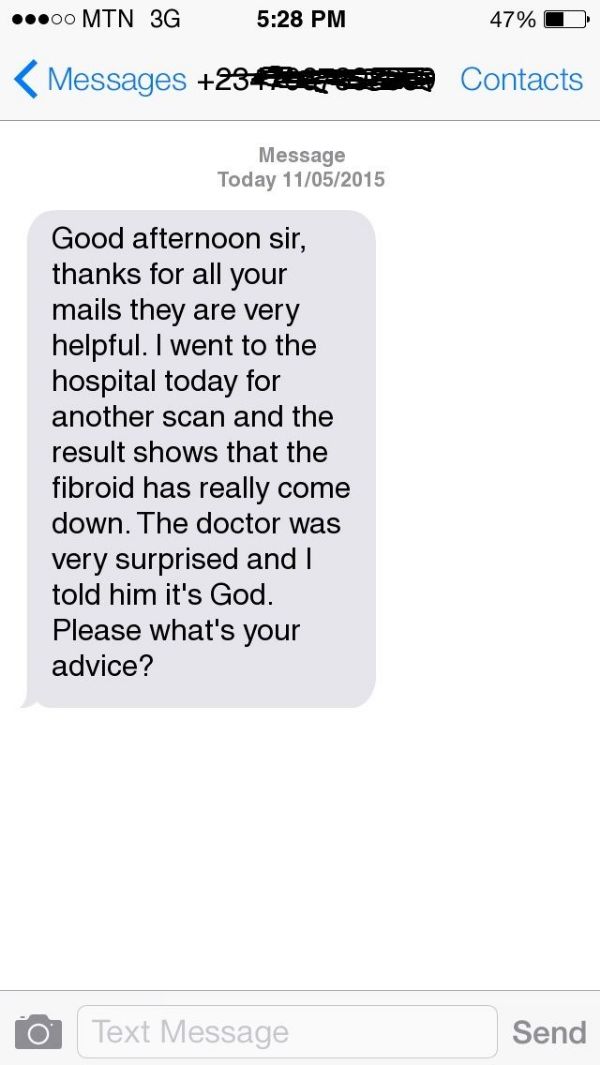 MTN 3G 5:28 PM 47%
Messages +234 Contacts
Message
Today 11/05/2015
Good afternoon sir,
thanks for all your
mails they are very
helpful. I went to the
hospital today for
another scan and the
result shows that the
fibroid has really come
down. The doctor was
very surprised and I
told him it's God.
Please what's your
advice?
Text Message Send